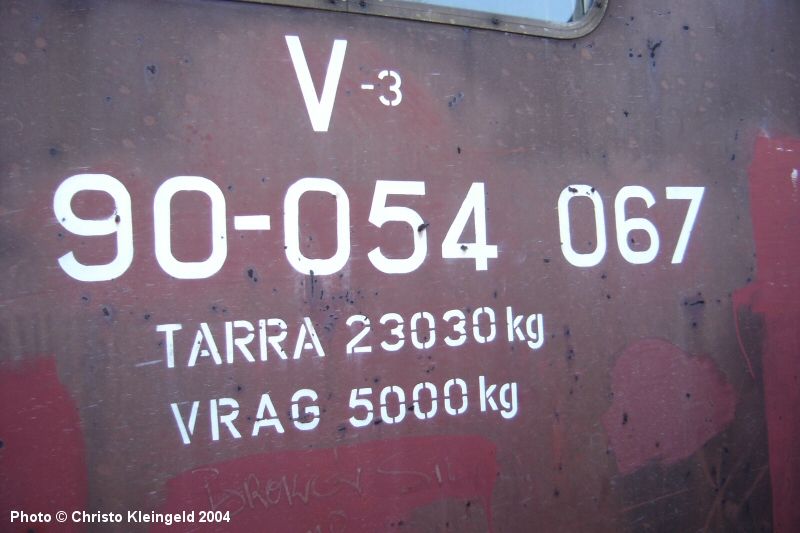 V-3
90-054 067
TARRA 23030 kg
VRAG 5000 kg
Photo © Christo Kleingeld 2004